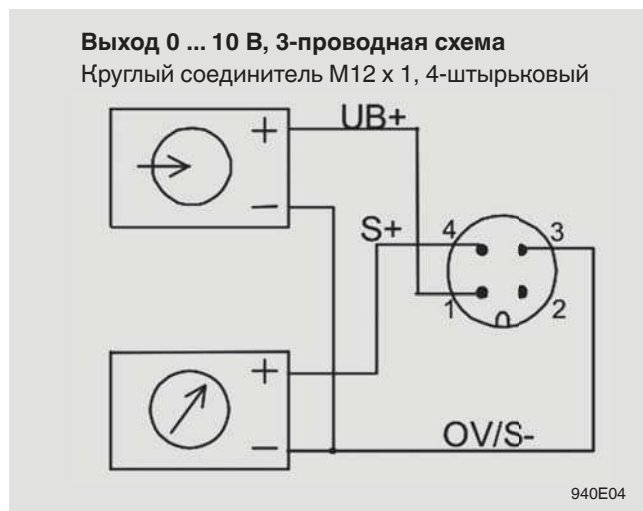 Выход 0 ... 10 В, 3-проводная схема
Круглый соединитель M12 x 1, 4-штырьковый
+ UB+
−
S+ 4 3
1 2
+
− OV/S-
940E04